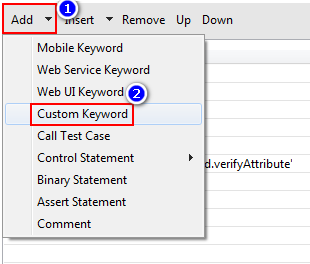 Add Insert Remove Up Down
1
Mobile Keyword
Web Service Keyword
Web UI Keyword
2
Custom Keyword
Call Test Case
Control Statement
d.verifyAttribute'
Binary Statement
Assert Statement
Comment